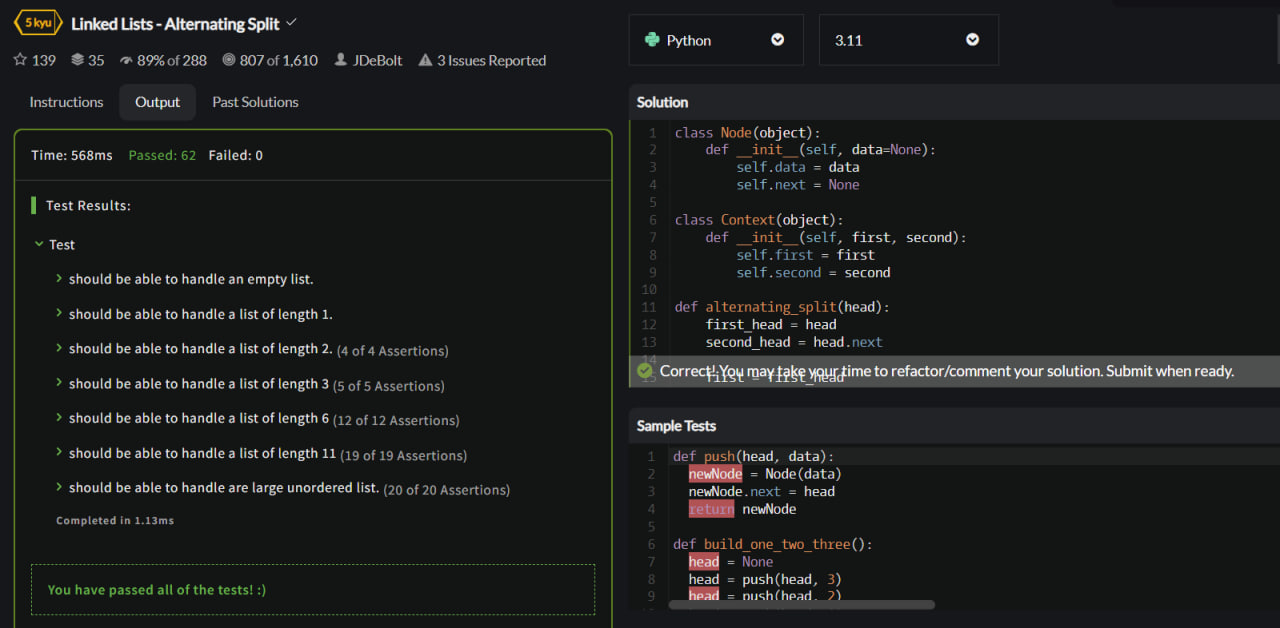 5 kyu Linked Lists - Alternating Split
139 35 89% of 288 807 of 1,610 JDeBolt 3 Issues Reported
Instructions Output Past Solutions
Time: 568ms Passed: 62 Failed: 0
Test Results:
Test
should be able to handle an empty list.
should be able to handle a list of length 1.
should be able to handle a list of length 2. (4 of 4 Assertions)
should be able to handle a list of length 3 (5 of 5 Assertions)
should be able to handle a list of length 6 (12 of 12 Assertions)
should be able to handle a list of length 11 (19 of 19 Assertions)
should be able to handle are large unordered list. (20 of 20 Assertions)
Completed in 1.13ms
You have passed all of the tests! :)
Python 3.11
Solution
1 class Node(object):
2 def __init__(self, data=None):
3 self.data = data
4 self.next = None
5
6 class Context(object):
7 def __init__(self, first, second):
8 self.first = first
9 self.second = second
10
11 def alternating_split(head):
12 first_head = head
13 second_head = head.next
14
15 first = first_head
Correct! You may take your time to refactor/comment your solution. Submit when ready.
Sample Tests
1 def push(head, data):
2 newNode = Node(data)
3 newNode.next = head
4 return newNode
5
6 def build_one_two_three():
7 head = None
8 head = push(head, 3)
9 head = push(head, 2)